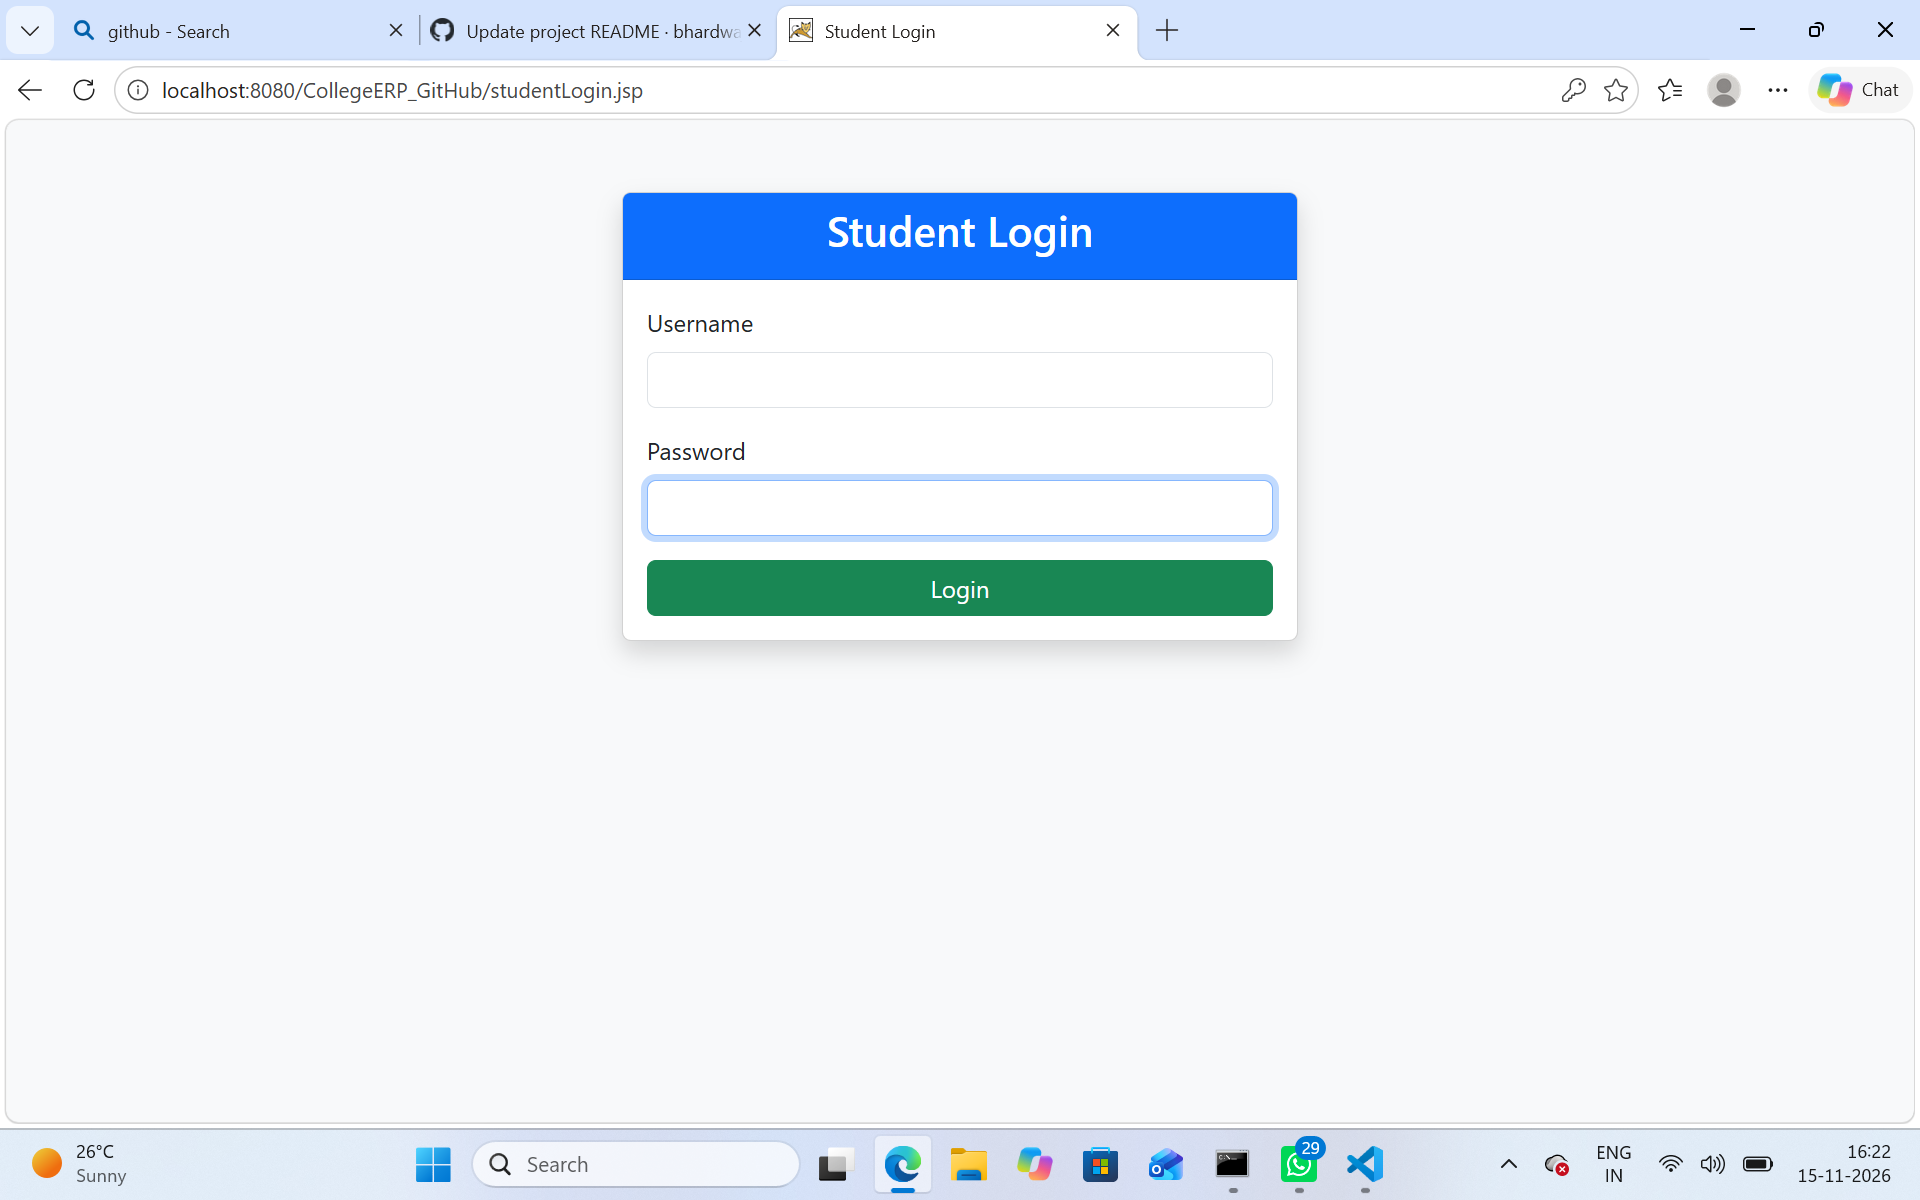 github - Search
Update project README · bhardwa
Student Login
localhost:8080/CollegeERP_GitHub/studentLogin.jsp
Chat
Student Login
Username
Password
Login
26°C
Sunny
Search
29
ENG
IN
16:22
15-11-2026